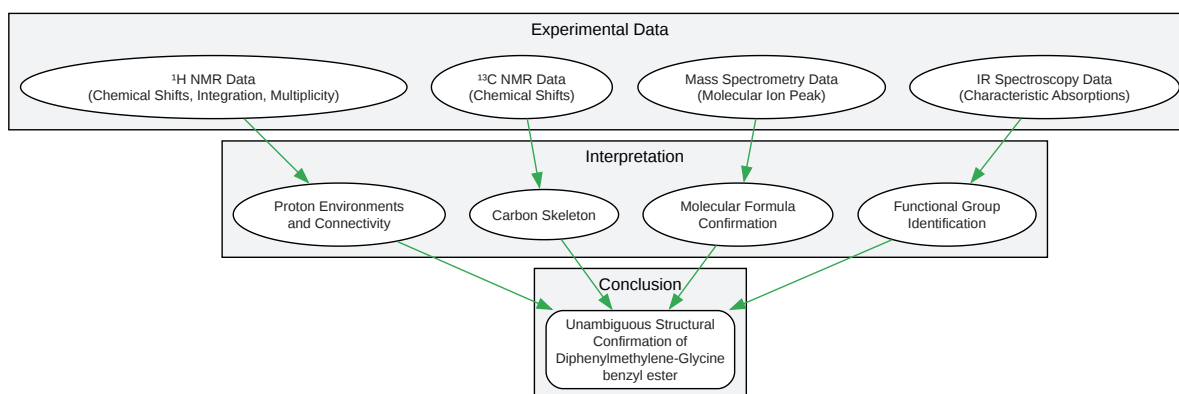 Experimental Data
¹H NMR Data
(Chemical Shifts, Integration, Multiplicity)
¹³C NMR Data
(Chemical Shifts)
Mass Spectrometry Data
(Molecular Ion Peak)
IR Spectroscopy Data
(Characteristic Absorptions)
Interpretation
Proton Environments
and Connectivity
Carbon Skeleton
Molecular Formula
Confirmation
Functional Group
Identification
Conclusion
Unambiguous Structural
Confirmation of
Diphenylmethylene-Glycine
benzyl ester